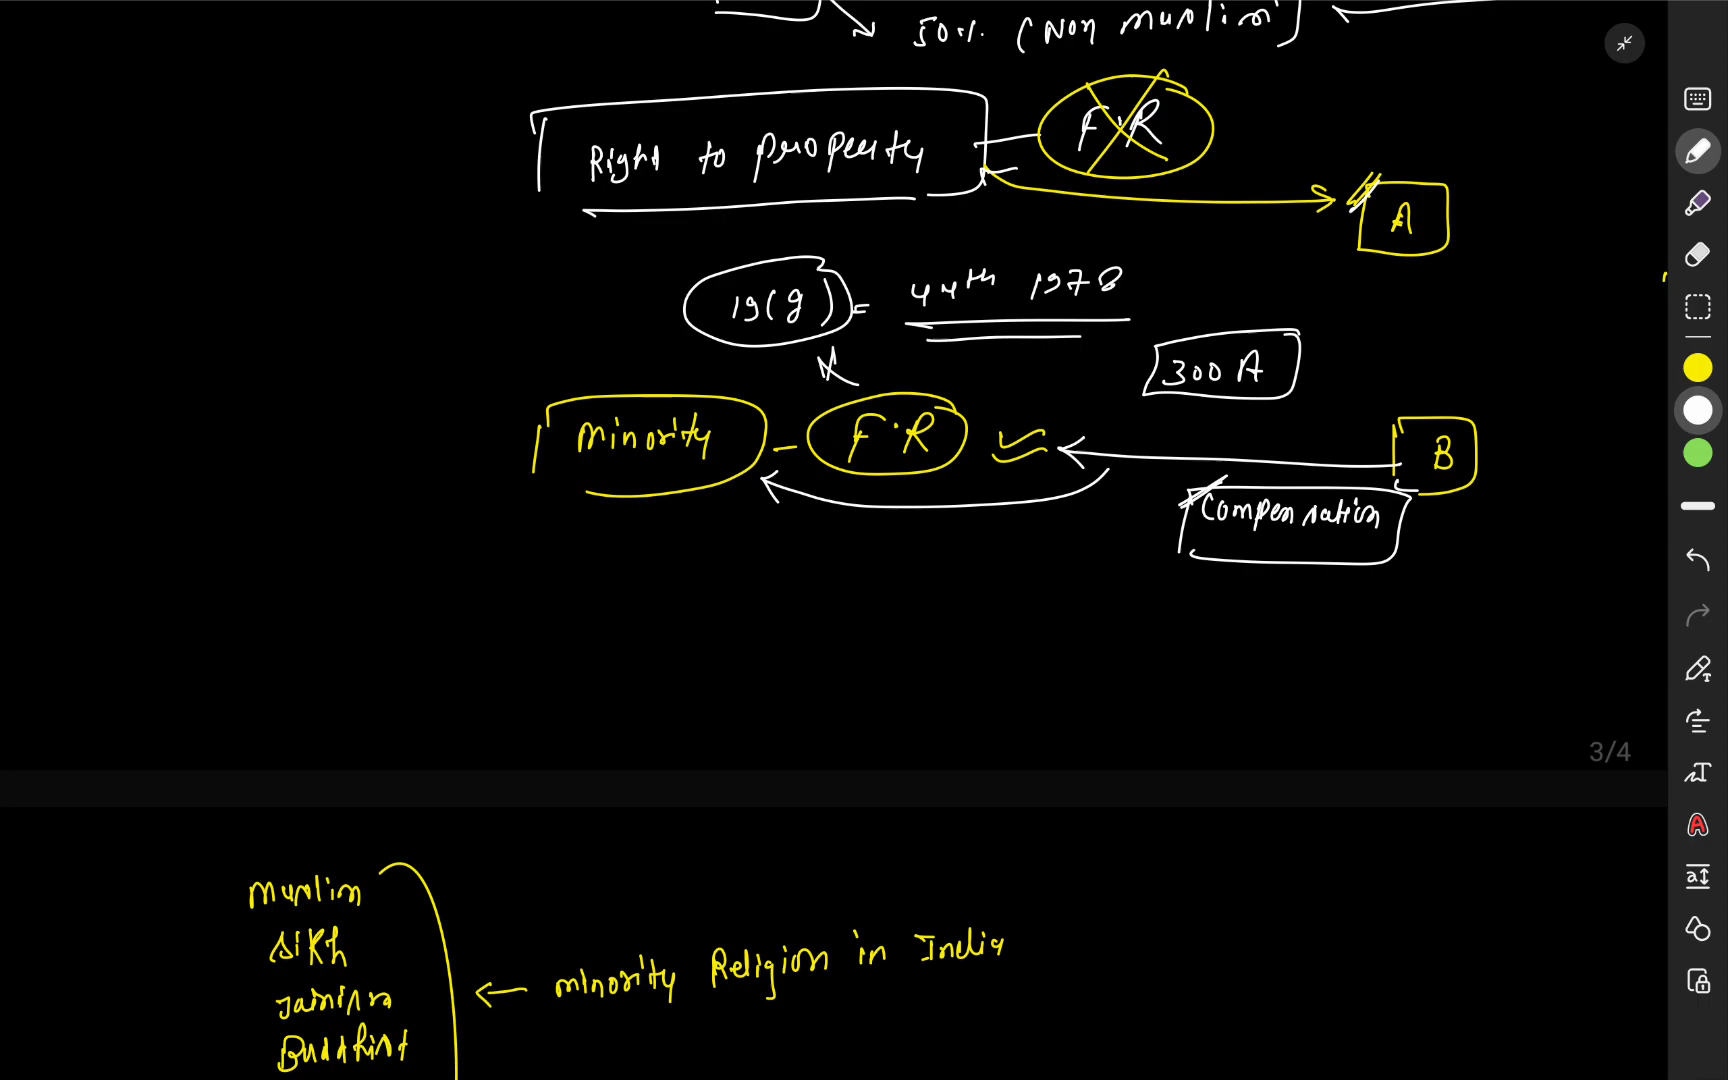 50%. (Non Muslim)
Right to property F.R
A
19(g) = 44th 1978
300 A
Minority - F.R
B
Compensation
3/4
Muslim
Sikh
Jainism
Buddhist
minority Religion in India